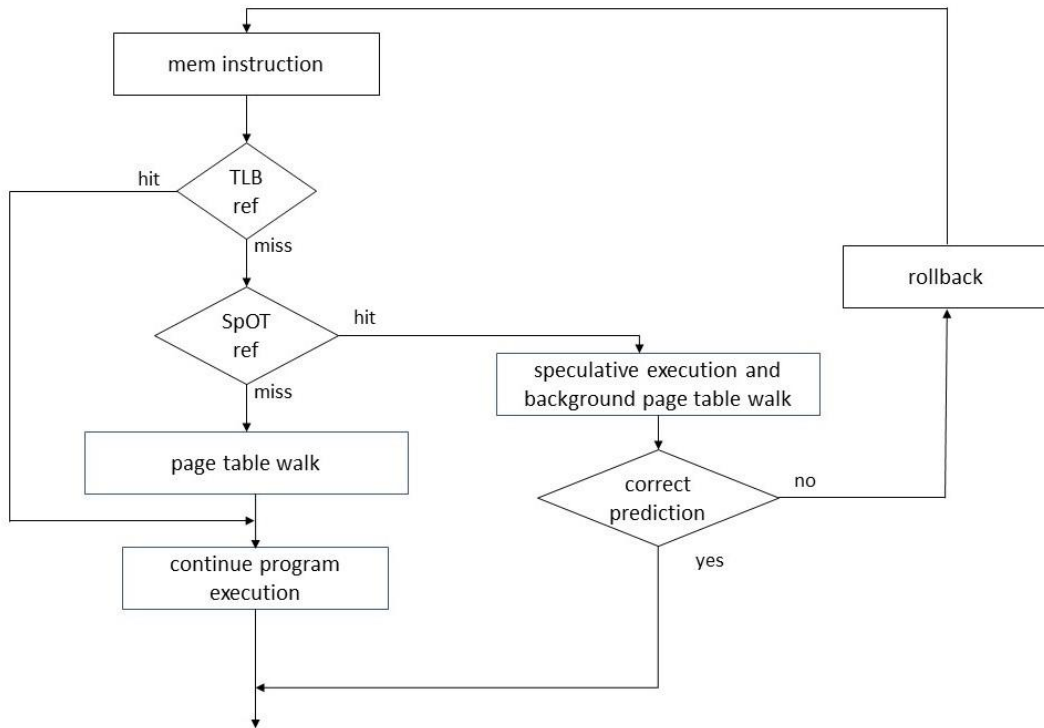 mem instruction
hit
TLB
ref
miss
rollback
SpOT
ref
hit
miss
speculative execution and
background page table walk
page table walk
correct
prediction
no
yes
continue program
execution